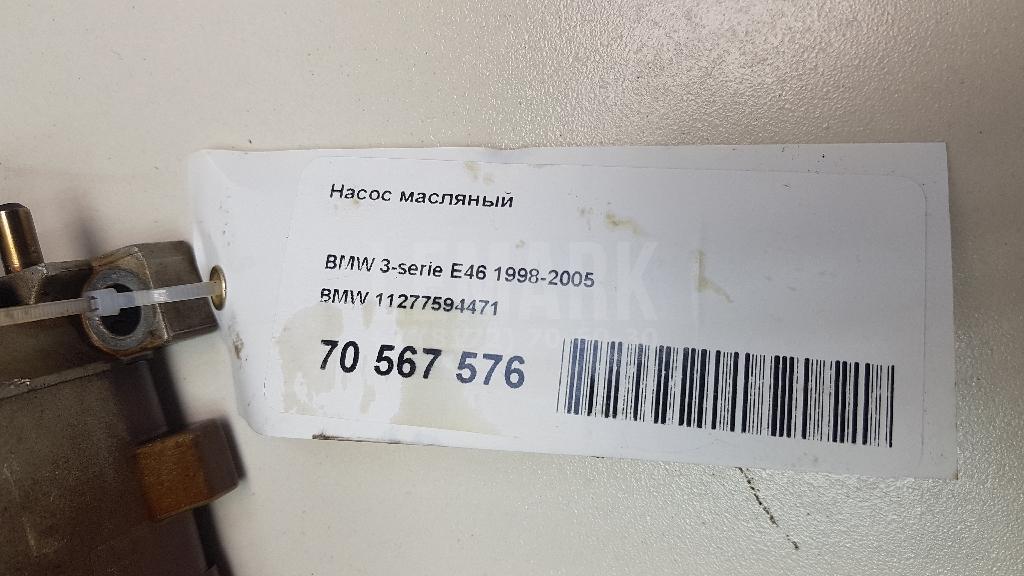 Насос масляный
BMW 3-serie E46 1998-2005
BMW 11277594471
70 567 576